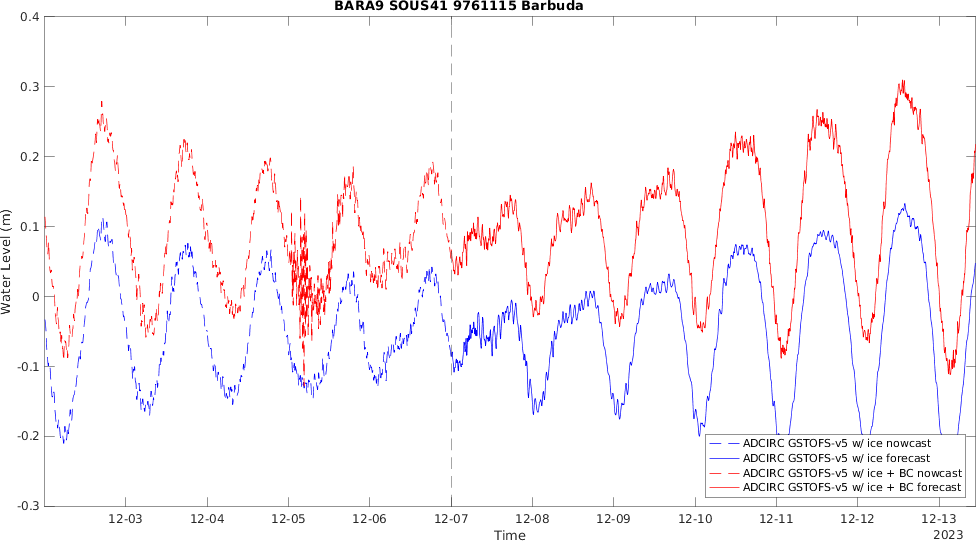 BARA9 SOUS41 9761115 Barbuda
0.4
0.3
0.2
0.1
0
-0.1
-0.2
-0.3
Water Level (m)
ADCIRC GSTOFS-v5 w/ ice nowcast
ADCIRC GSTOFS-v5 w/ ice forecast
ADCIRC GSTOFS-v5 w/ ice + BC nowcast
ADCIRC GSTOFS-v5 w/ ice + BC forecast
12-03 12-04 12-05 12-06 12-07 12-08 12-09 12-10 12-11 12-12 12-13
Time
2023